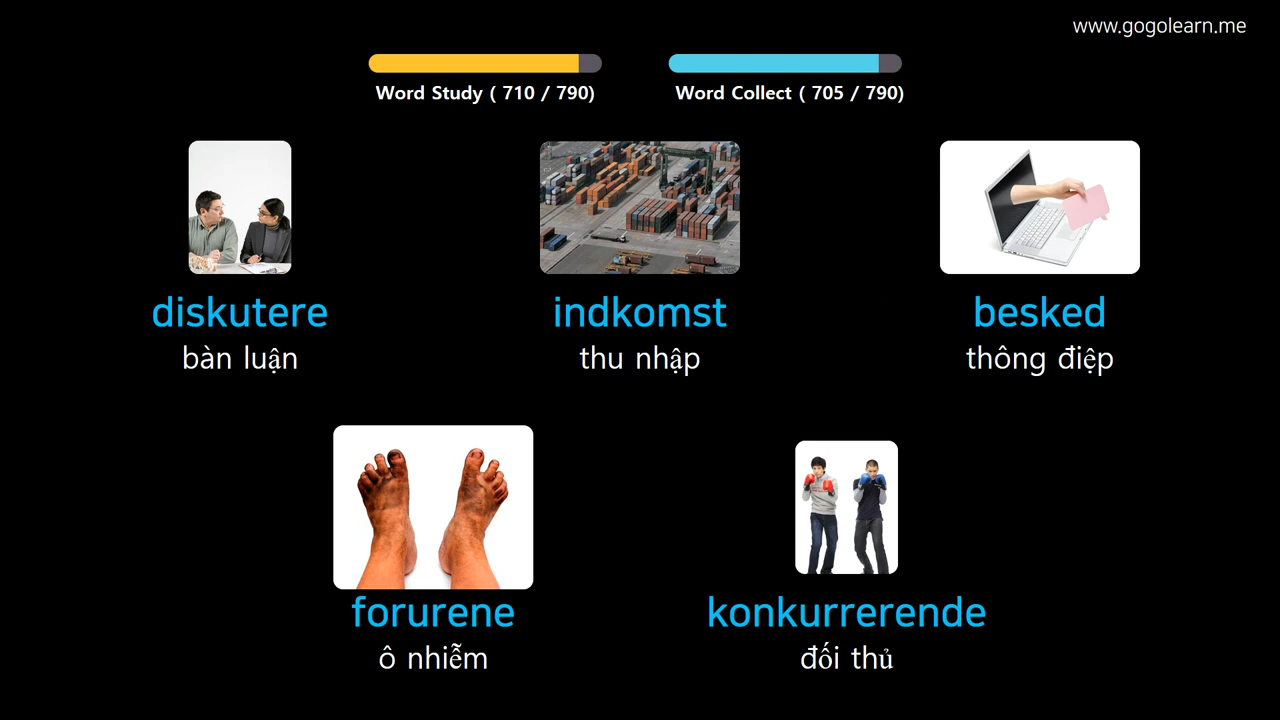 www.gogolearn.me
Word Study ( 710 / 790)
Word Collect ( 705 / 790)
diskutere
bàn luận
indkomst
thu nhập
besked
thông điệp
forurene
ô nhiễm
konkurrerende
đối thủ